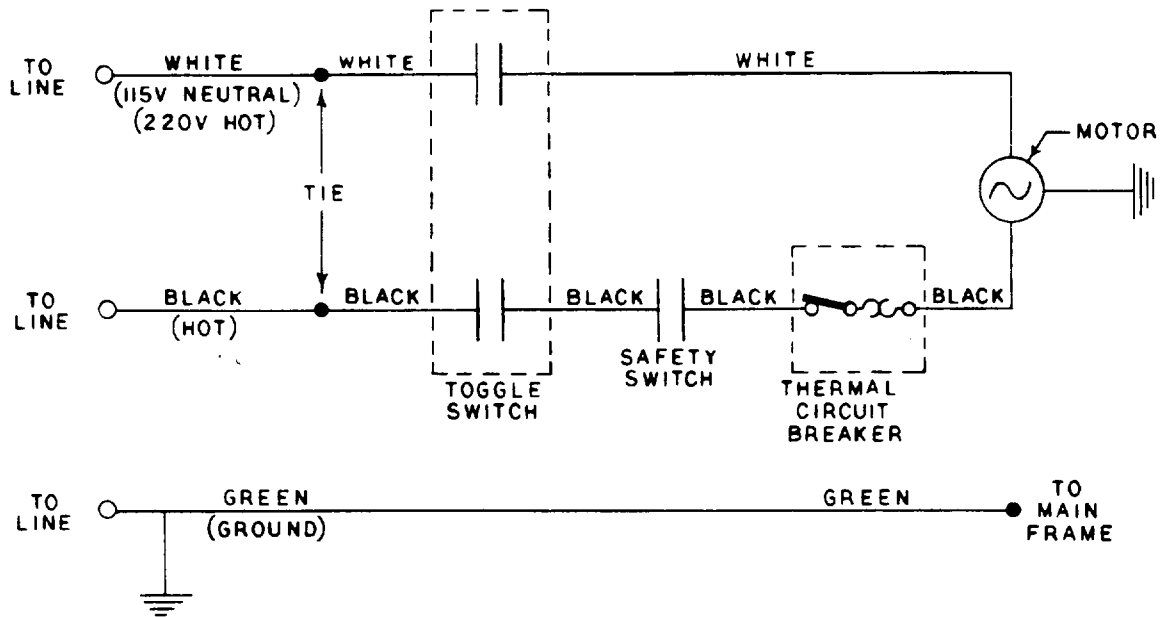 TO
LINE
WHITE
(115V NEUTRAL)
(220V HOT)
WHITE
WHITE
MOTOR
TIE
TO
LINE
BLACK
(HOT)
BLACK
BLACK
BLACK
BLACK
TOGGLE
SWITCH
SAFETY
SWITCH
THERMAL
CIRCUIT
BREAKER
TO
LINE
GREEN
(GROUND)
GREEN
TO
MAIN
FRAME